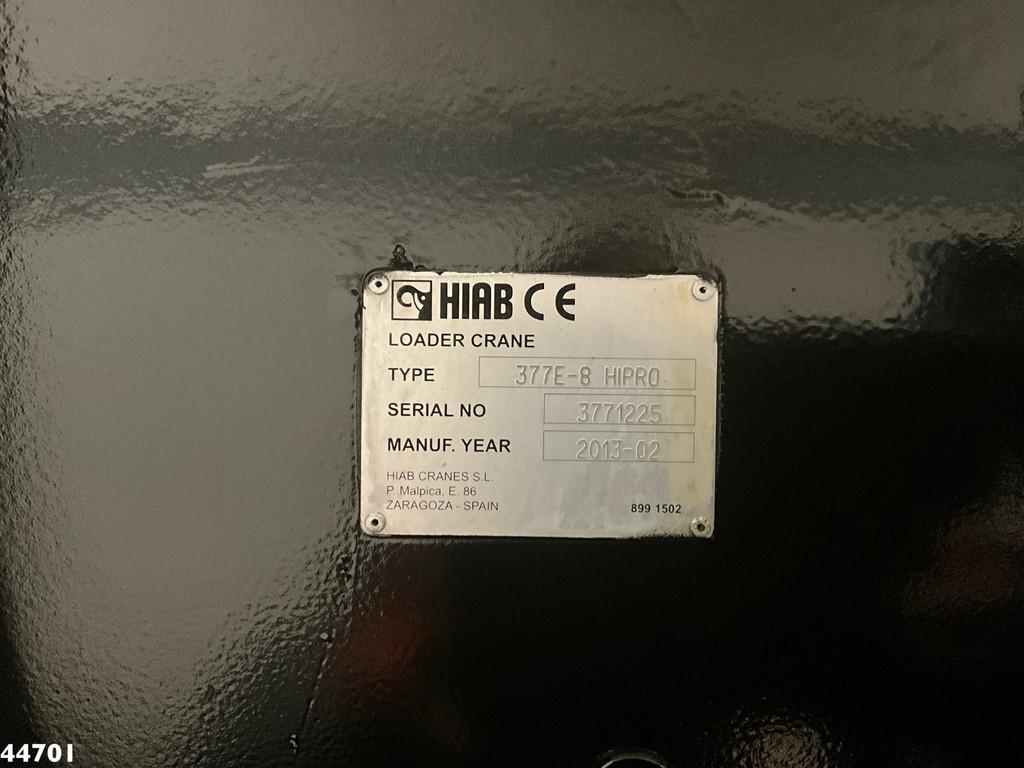 HIAB CE
LOADER CRANE
TYPE 377E-8 HIPRO
SERIAL NO 3771225
MANUF. YEAR 2013-02
HIAB CRANES S.L.
P. Malpica, E. 86
ZARAGOZA - SPAIN 899 1502
44701